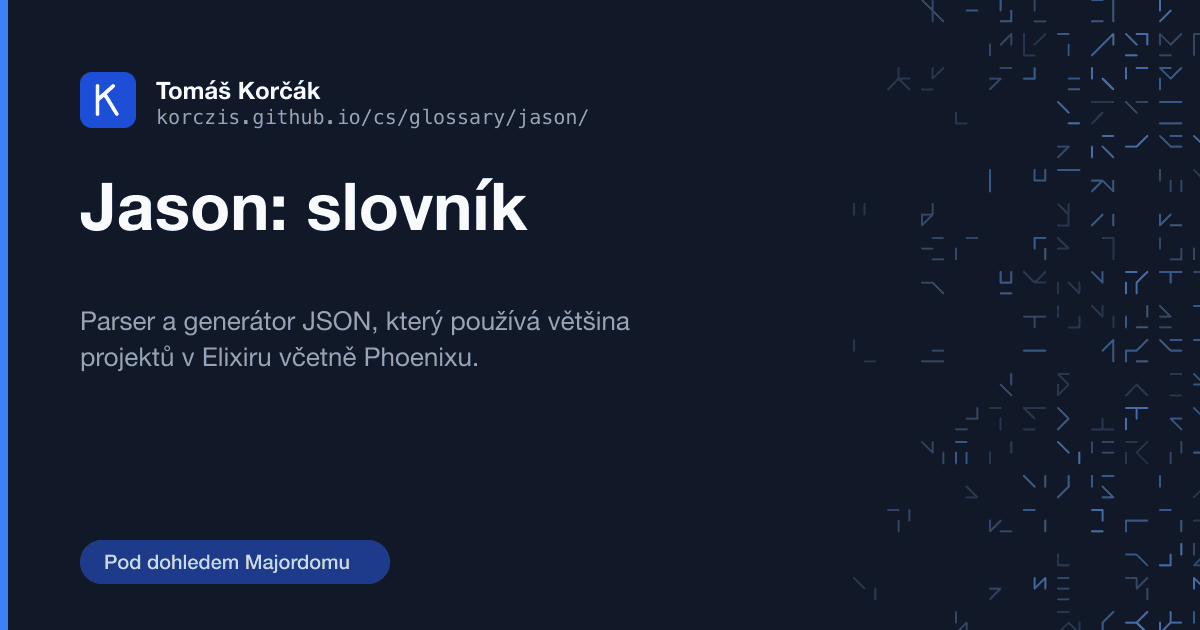 K
Tomáš Korčák
korczis.github.io/cs/glossary/jason/
Jason: slovník
Parser a generátor JSON, který používá většina
projektů v Elixiru včetně Phoenixu.
Pod dohledem Majordomu